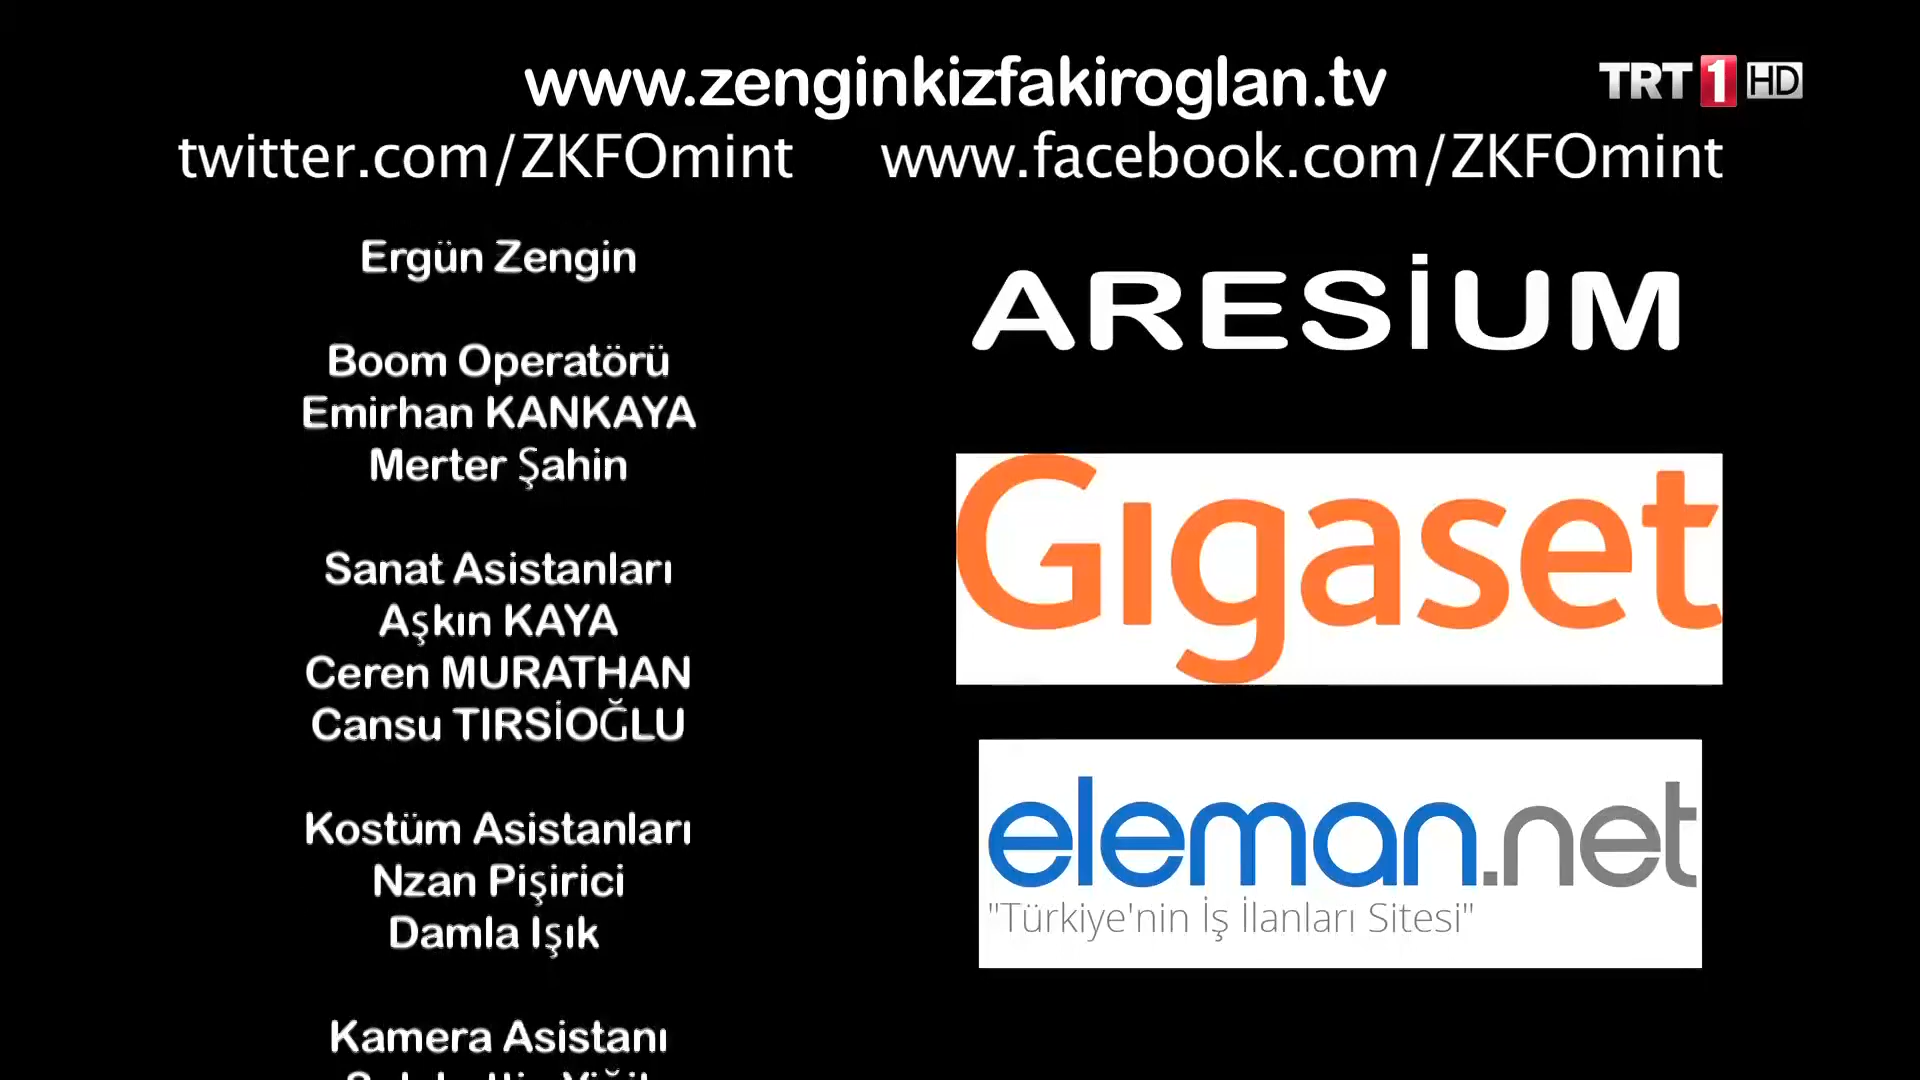 www.zenginkizfakiroglan.tv
TRT 1 HD
twitter.com/ZKFOmint
www.facebook.com/ZKFOmint
Ergün Zengin
Boom Operatörü
Emirhan KANKAYA
Merter Şahin
Sanat Asistanları
Aşkın KAYA
Ceren MURATHAN
Cansu TIRSİOĞLU
Kostüm Asistanları
Nzan Pişirici
Damla Işık
Kamera Asistanı
ARESİUM
Gıgaset
eleman.net
"Türkiye'nin İş İlanları Sitesi"